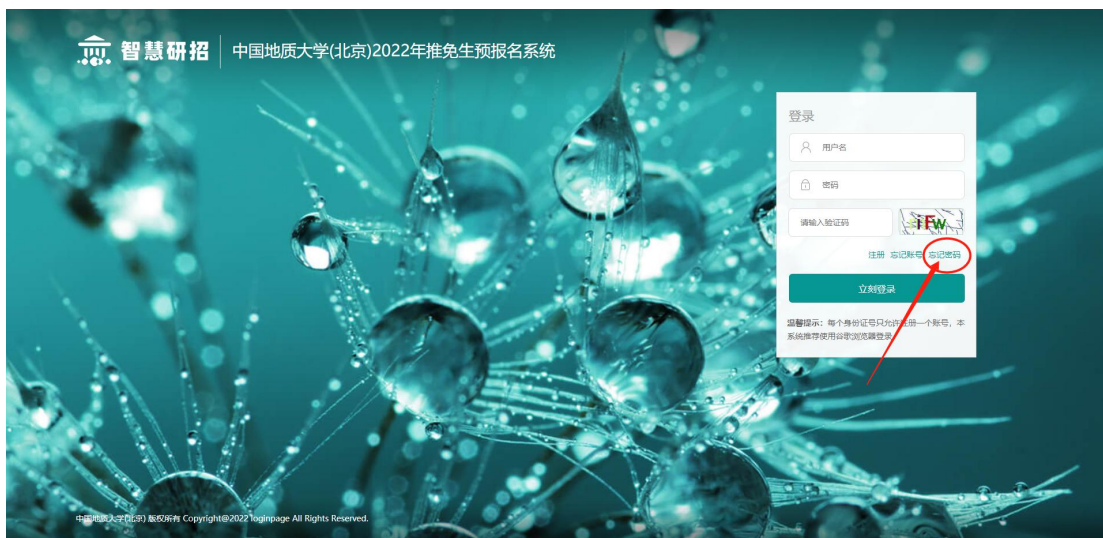 智慧研招 中国地质大学(北京)2022年推免生预报名系统
登录
用户名
密码
请输入验证码 iFW
注册 忘记账号 忘记密码
立刻登录
温馨提示：每个身份证号只允许注册一个账号，本
系统推荐使用谷歌浏览器登录
中国地质大学(北京) 版权所有 Copyright@2022 loginpage All Rights Reserved.